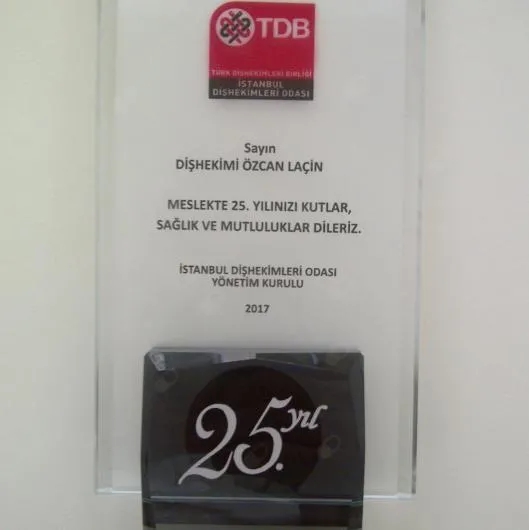 TDB
TÜRK DİŞHEKİMLERİ BİRLİĞİ
İSTANBUL
DİŞHEKİMLERİ ODASI
Sayın
DİŞHEKİMİ ÖZCAN LAÇİN
MESLEKTE 25. YILINIZI KUTLAR,
SAĞLIK VE MUTLULUKLAR DİLERİZ.
İSTANBUL DİŞHEKİMLERİ ODASI
YÖNETİM KURULU
2017
25. yıl